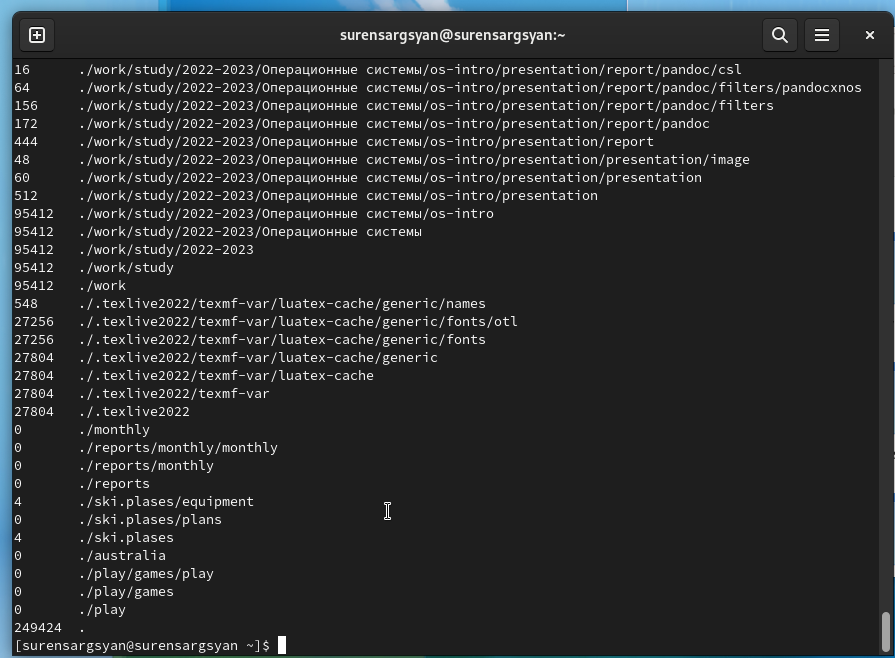 surensargsyan@surensargsyan:~
16 ./work/study/2022-2023/Операционные системы/os-intro/presentation/report/pandoc/csl
64 ./work/study/2022-2023/Операционные системы/os-intro/presentation/report/pandoc/filters/pandocxnos
156 ./work/study/2022-2023/Операционные системы/os-intro/presentation/report/pandoc/filters
172 ./work/study/2022-2023/Операционные системы/os-intro/presentation/report/pandoc
444 ./work/study/2022-2023/Операционные системы/os-intro/presentation/report
48 ./work/study/2022-2023/Операционные системы/os-intro/presentation/presentation/image
60 ./work/study/2022-2023/Операционные системы/os-intro/presentation/presentation
512 ./work/study/2022-2023/Операционные системы/os-intro/presentation
95412 ./work/study/2022-2023/Операционные системы/os-intro
95412 ./work/study/2022-2023/Операционные системы
95412 ./work/study/2022-2023
95412 ./work/study
95412 ./work
548 ./.texlive2022/texmf-var/luatex-cache/generic/names
27256 ./.texlive2022/texmf-var/luatex-cache/generic/fonts/otl
27256 ./.texlive2022/texmf-var/luatex-cache/generic/fonts
27804 ./.texlive2022/texmf-var/luatex-cache/generic
27804 ./.texlive2022/texmf-var/luatex-cache
27804 ./.texlive2022/texmf-var
27804 ./.texlive2022
0 ./monthly
0 ./reports/monthly/monthly
0 ./reports/monthly
0 ./reports
4 ./ski.plases/equipment
0 ./ski.plases/plans
4 ./ski.plases
0 ./australia
0 ./play/games/play
0 ./play/games
0 ./play
249424 .
[surensargsyan@surensargsyan ~]$